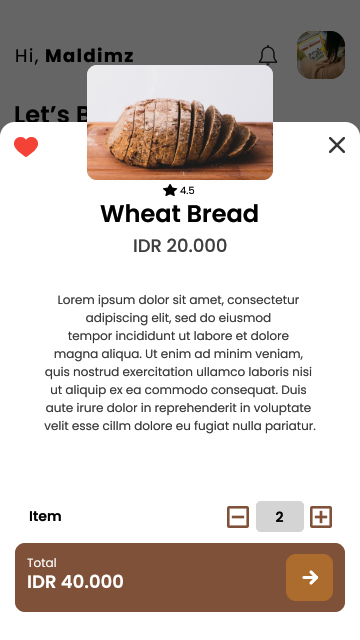 Hi, Maldimz
Let's B
4.5
Wheat Bread
IDR 20.000
Lorem ipsum dolor sit amet, consectetur
adipiscing elit, sed do eiusmod
tempor incididunt ut labore et dolore
magna aliqua. Ut enim ad minim veniam,
quis nostrud exercitation ullamco laboris nisi
ut aliquip ex ea commodo consequat. Duis
aute irure dolor in reprehenderit in voluptate
velit esse cillm dolore eu fugiat nulla pariatur.
Item
2
Total
IDR 40.000